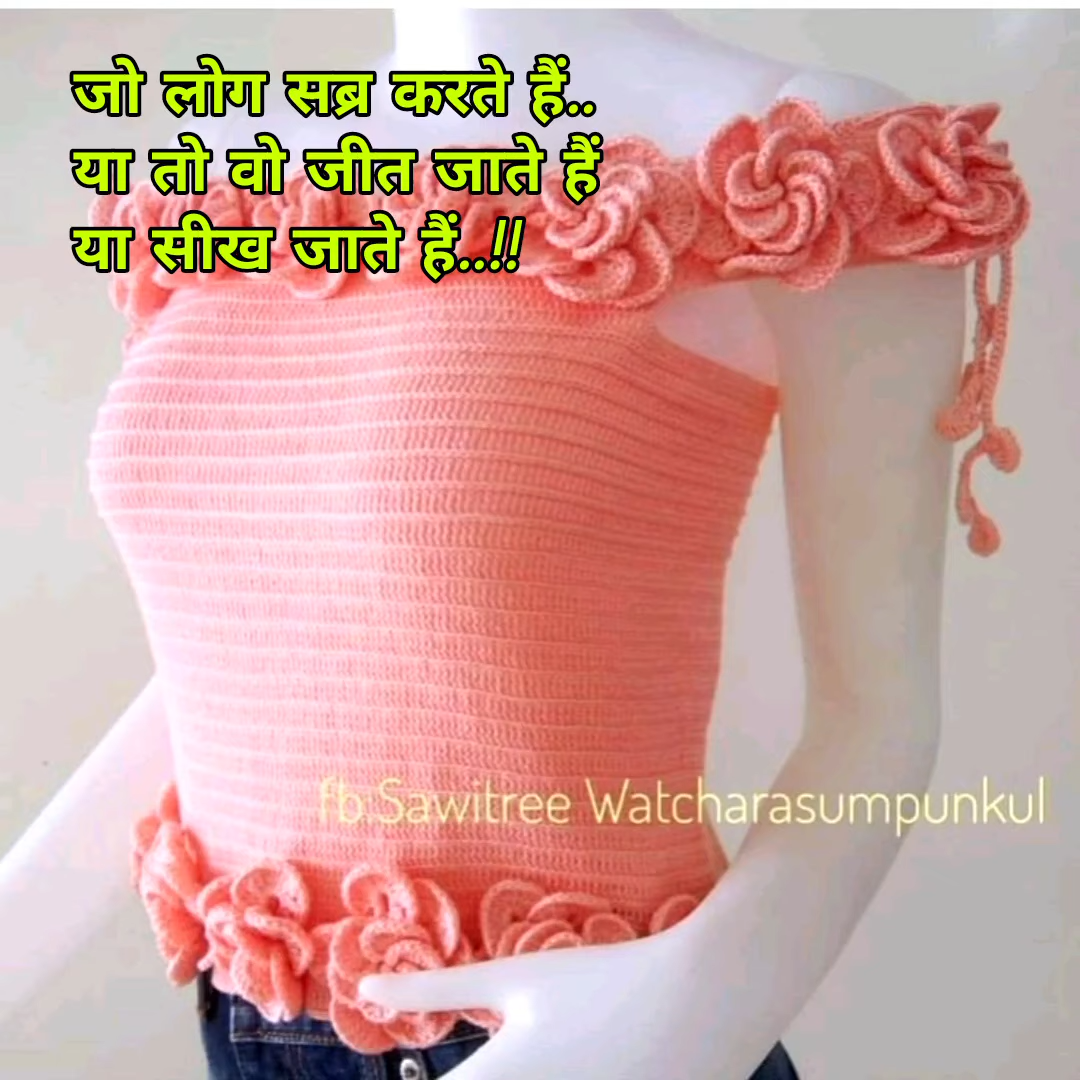 जो लोग सब्र करते हैं..
या तो वो जीत जाते हैं
या सीख जाते हैं..!!
fb:Sawitree Watcharasumpunkul